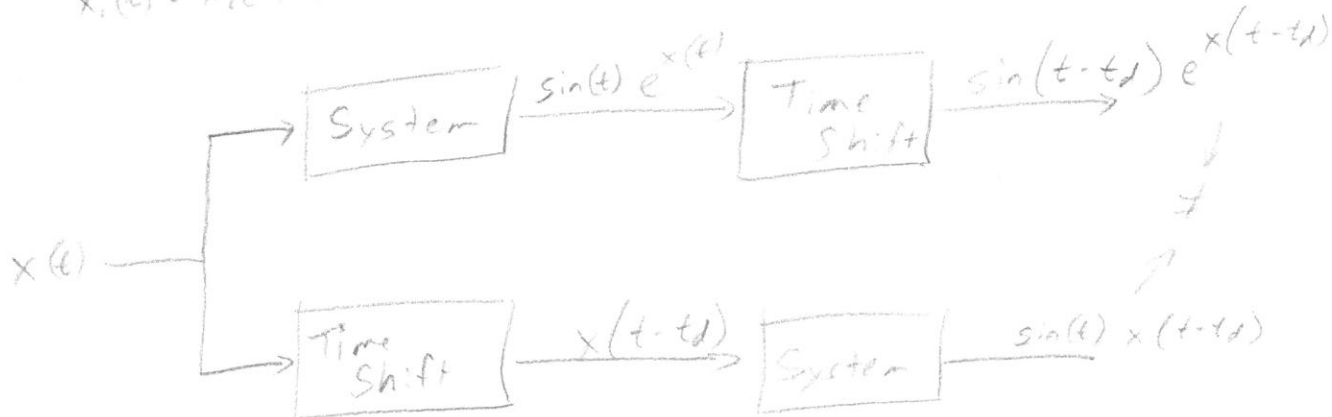 sin(t) e^x(t)
sin(t-td) e^x(t-td)
System
Time
Shift
x(t)
≠
Time
Shift
x(t-td)
System
sin(t) x(t-td)